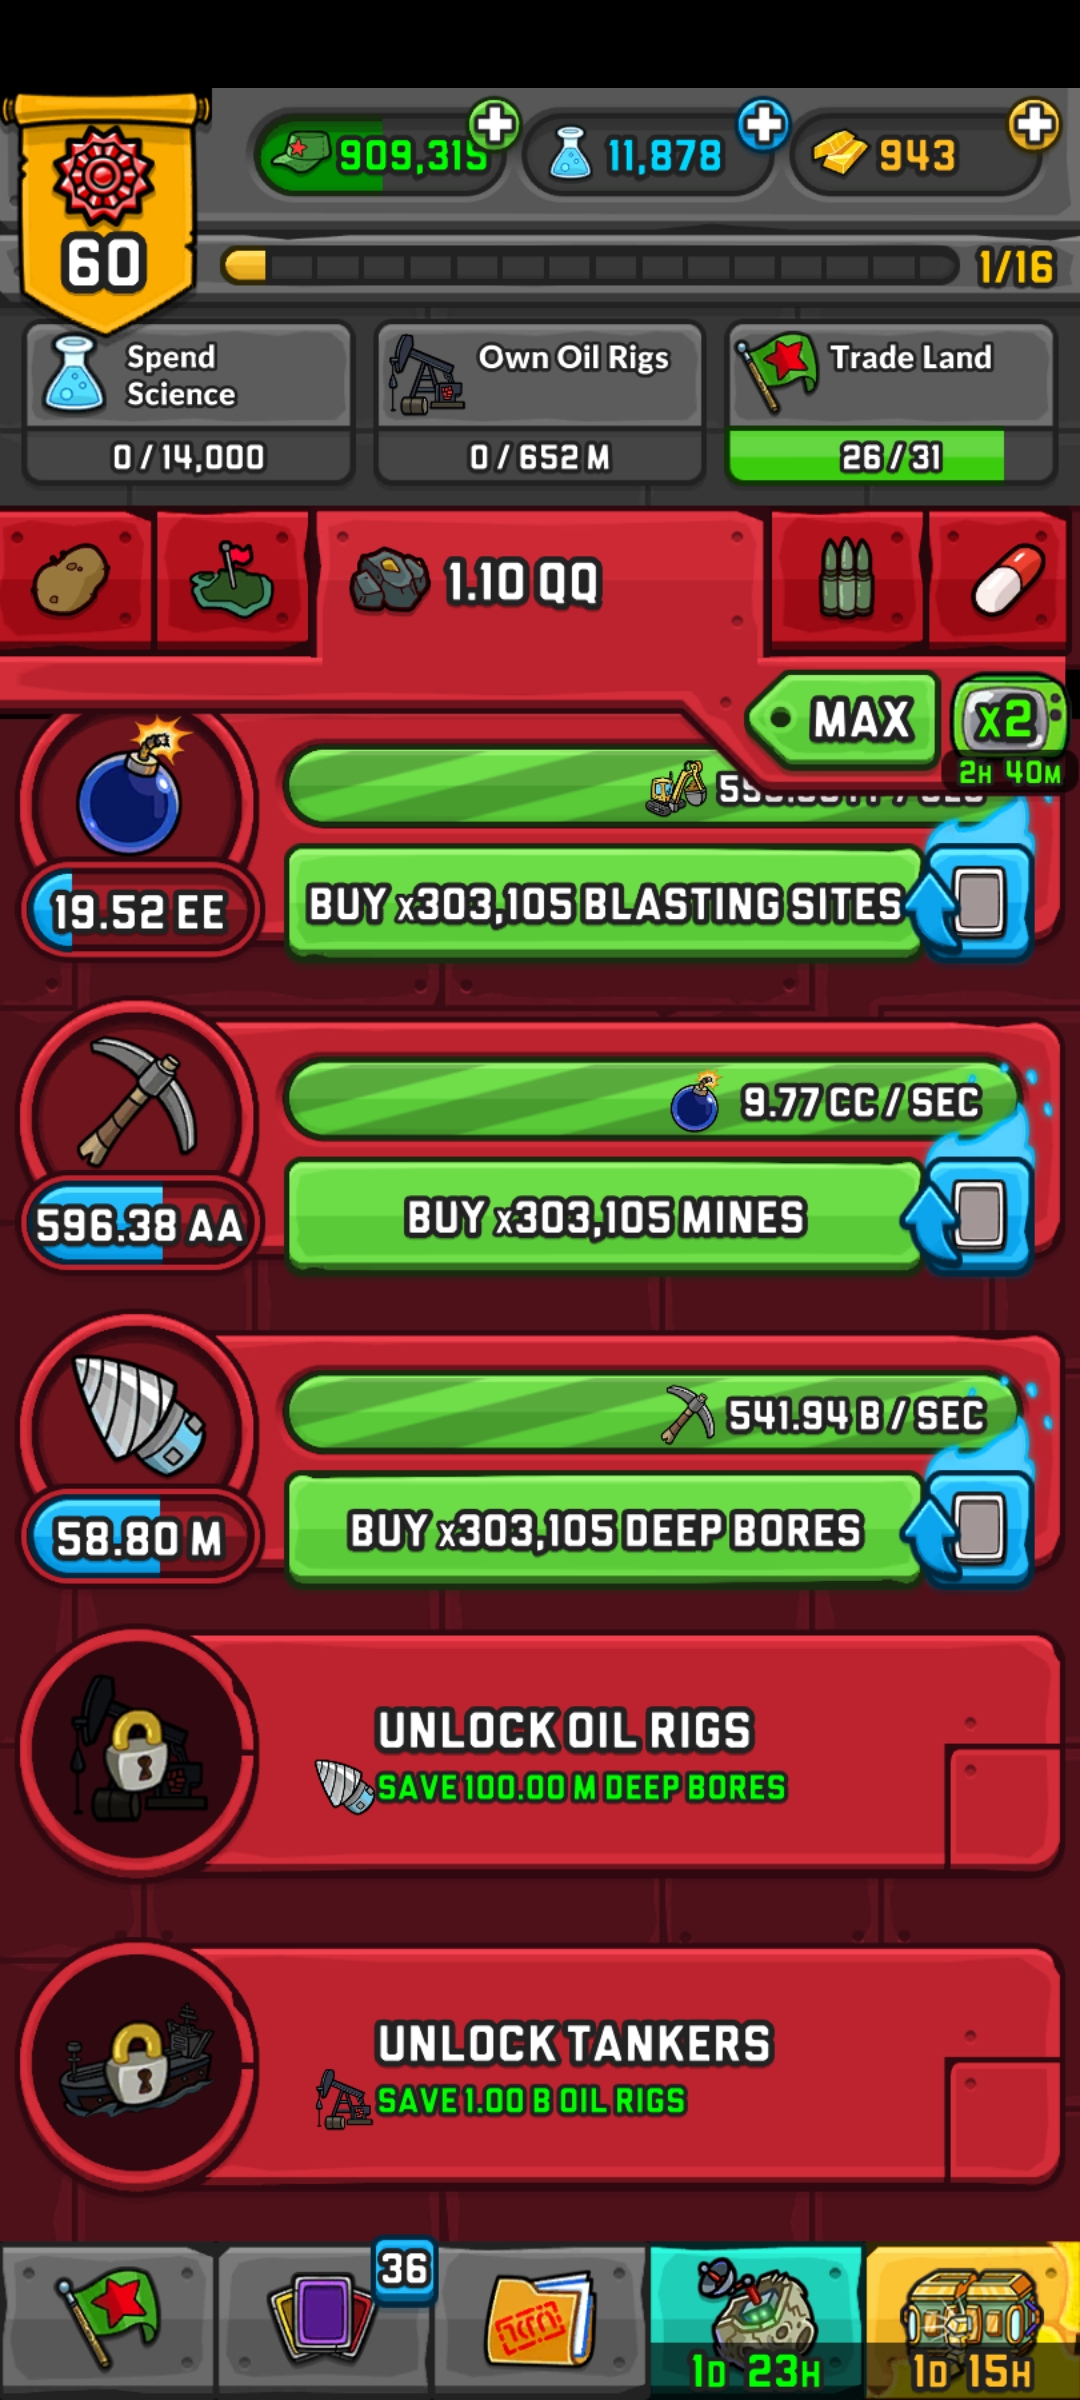 909,315
11,878
943
60
1/16
Spend
Science
0/14,000
Own Oil Rigs
0/652 M
Trade Land
26/31
1.10 QQ
MAX
x2
2H 40M
19.52 EE
BUY x303,105 BLASTING SITES
9.77 CC / SEC
596.38 AA
BUY x303,105 MINES
541.94 B / SEC
58.80 M
BUY x303,105 DEEP BORES
UNLOCK OIL RIGS
SAVE 100.00 M DEEP BORES
UNLOCK TANKERS
SAVE 1.00 B OIL RIGS
36
1D 23H
1D 15H